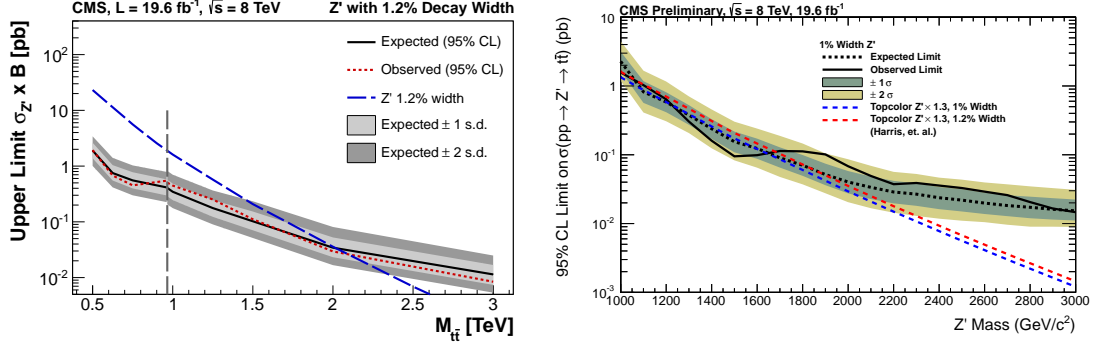 CMS, L = 19.6 fb⁻¹, √s = 8 TeV
Z' with 1.2% Decay Width
Upper Limit σ_Z' x B [pb]
10²
10
1
10⁻¹
10⁻²
Expected (95% CL)
Observed (95% CL)
Z' 1.2% width
Expected ± 1 s.d.
Expected ± 2 s.d.
0.5 1 1.5 2 2.5 3
M_tt̄ [TeV]
CMS Preliminary, √s = 8 TeV, 19.6 fb⁻¹
95% CL Limit on σ(pp → Z' → tt̄) (pb)
10
1
10⁻¹
10⁻²
10⁻³
1% Width Z'
Expected Limit
Observed Limit
± 1 σ
± 2 σ
Topcolor Z' × 1.3, 1% Width
Topcolor Z' × 1.3, 1.2% Width
(Harris, et. al.)
1000 1200 1400 1600 1800 2000 2200 2400 2600 2800 3000
Z' Mass (GeV/c²)